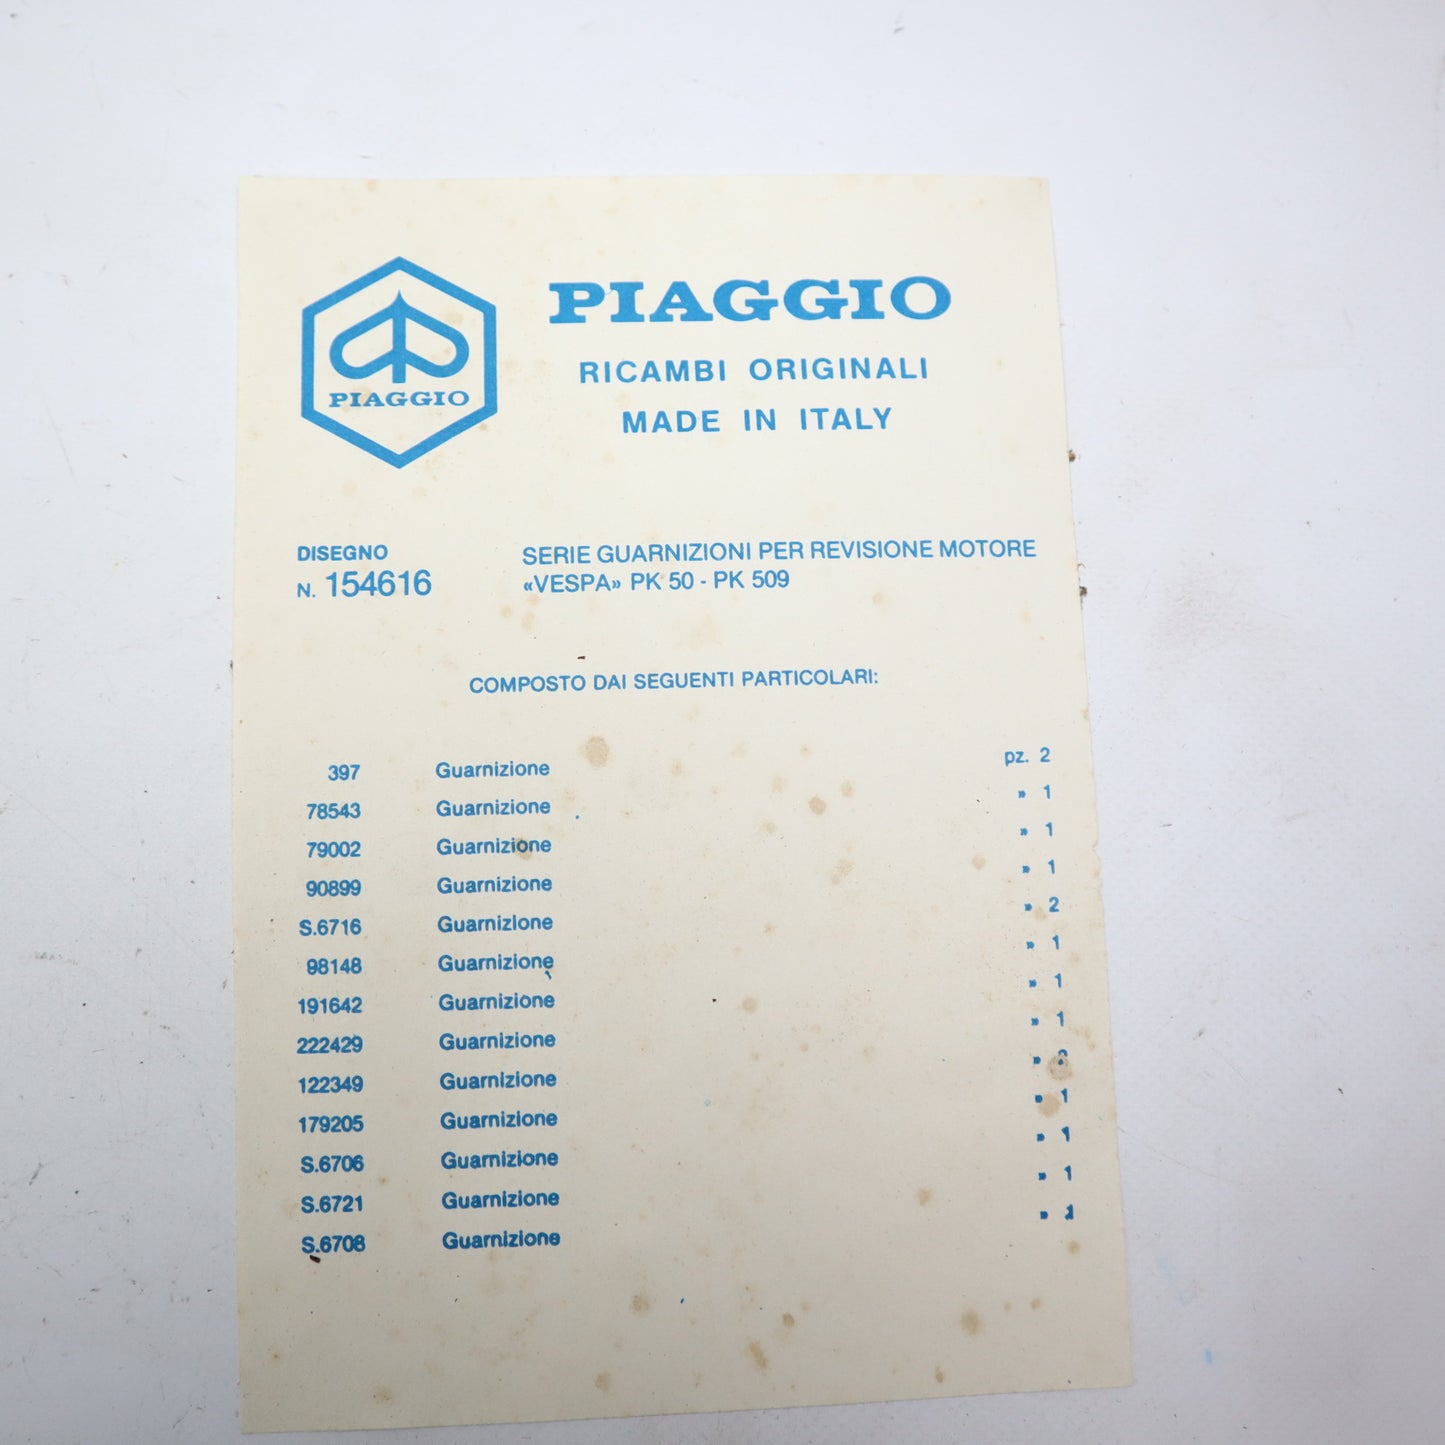 PIAGGIO
PIAGGIO
RICAMBI ORIGINALI
MADE IN ITALY
DISEGNO
N. 154616
SERIE GUARNIZIONI PER REVISIONE MOTORE
«VESPA» PK 50 - PK 509
COMPOSTO DAI SEGUENTI PARTICOLARI:
397 Guarnizione pz. 2
78543 Guarnizione » 1
79002 Guarnizione » 1
90899 Guarnizione » 1
S.6716 Guarnizione » 2
98148 Guarnizione » 1
191642 Guarnizione » 1
222429 Guarnizione » 1
122349 Guarnizione »
179205 Guarnizione » 1
S.6706 Guarnizione » 1
S.6721 Guarnizione » 1
S.6708 Guarnizione » 1